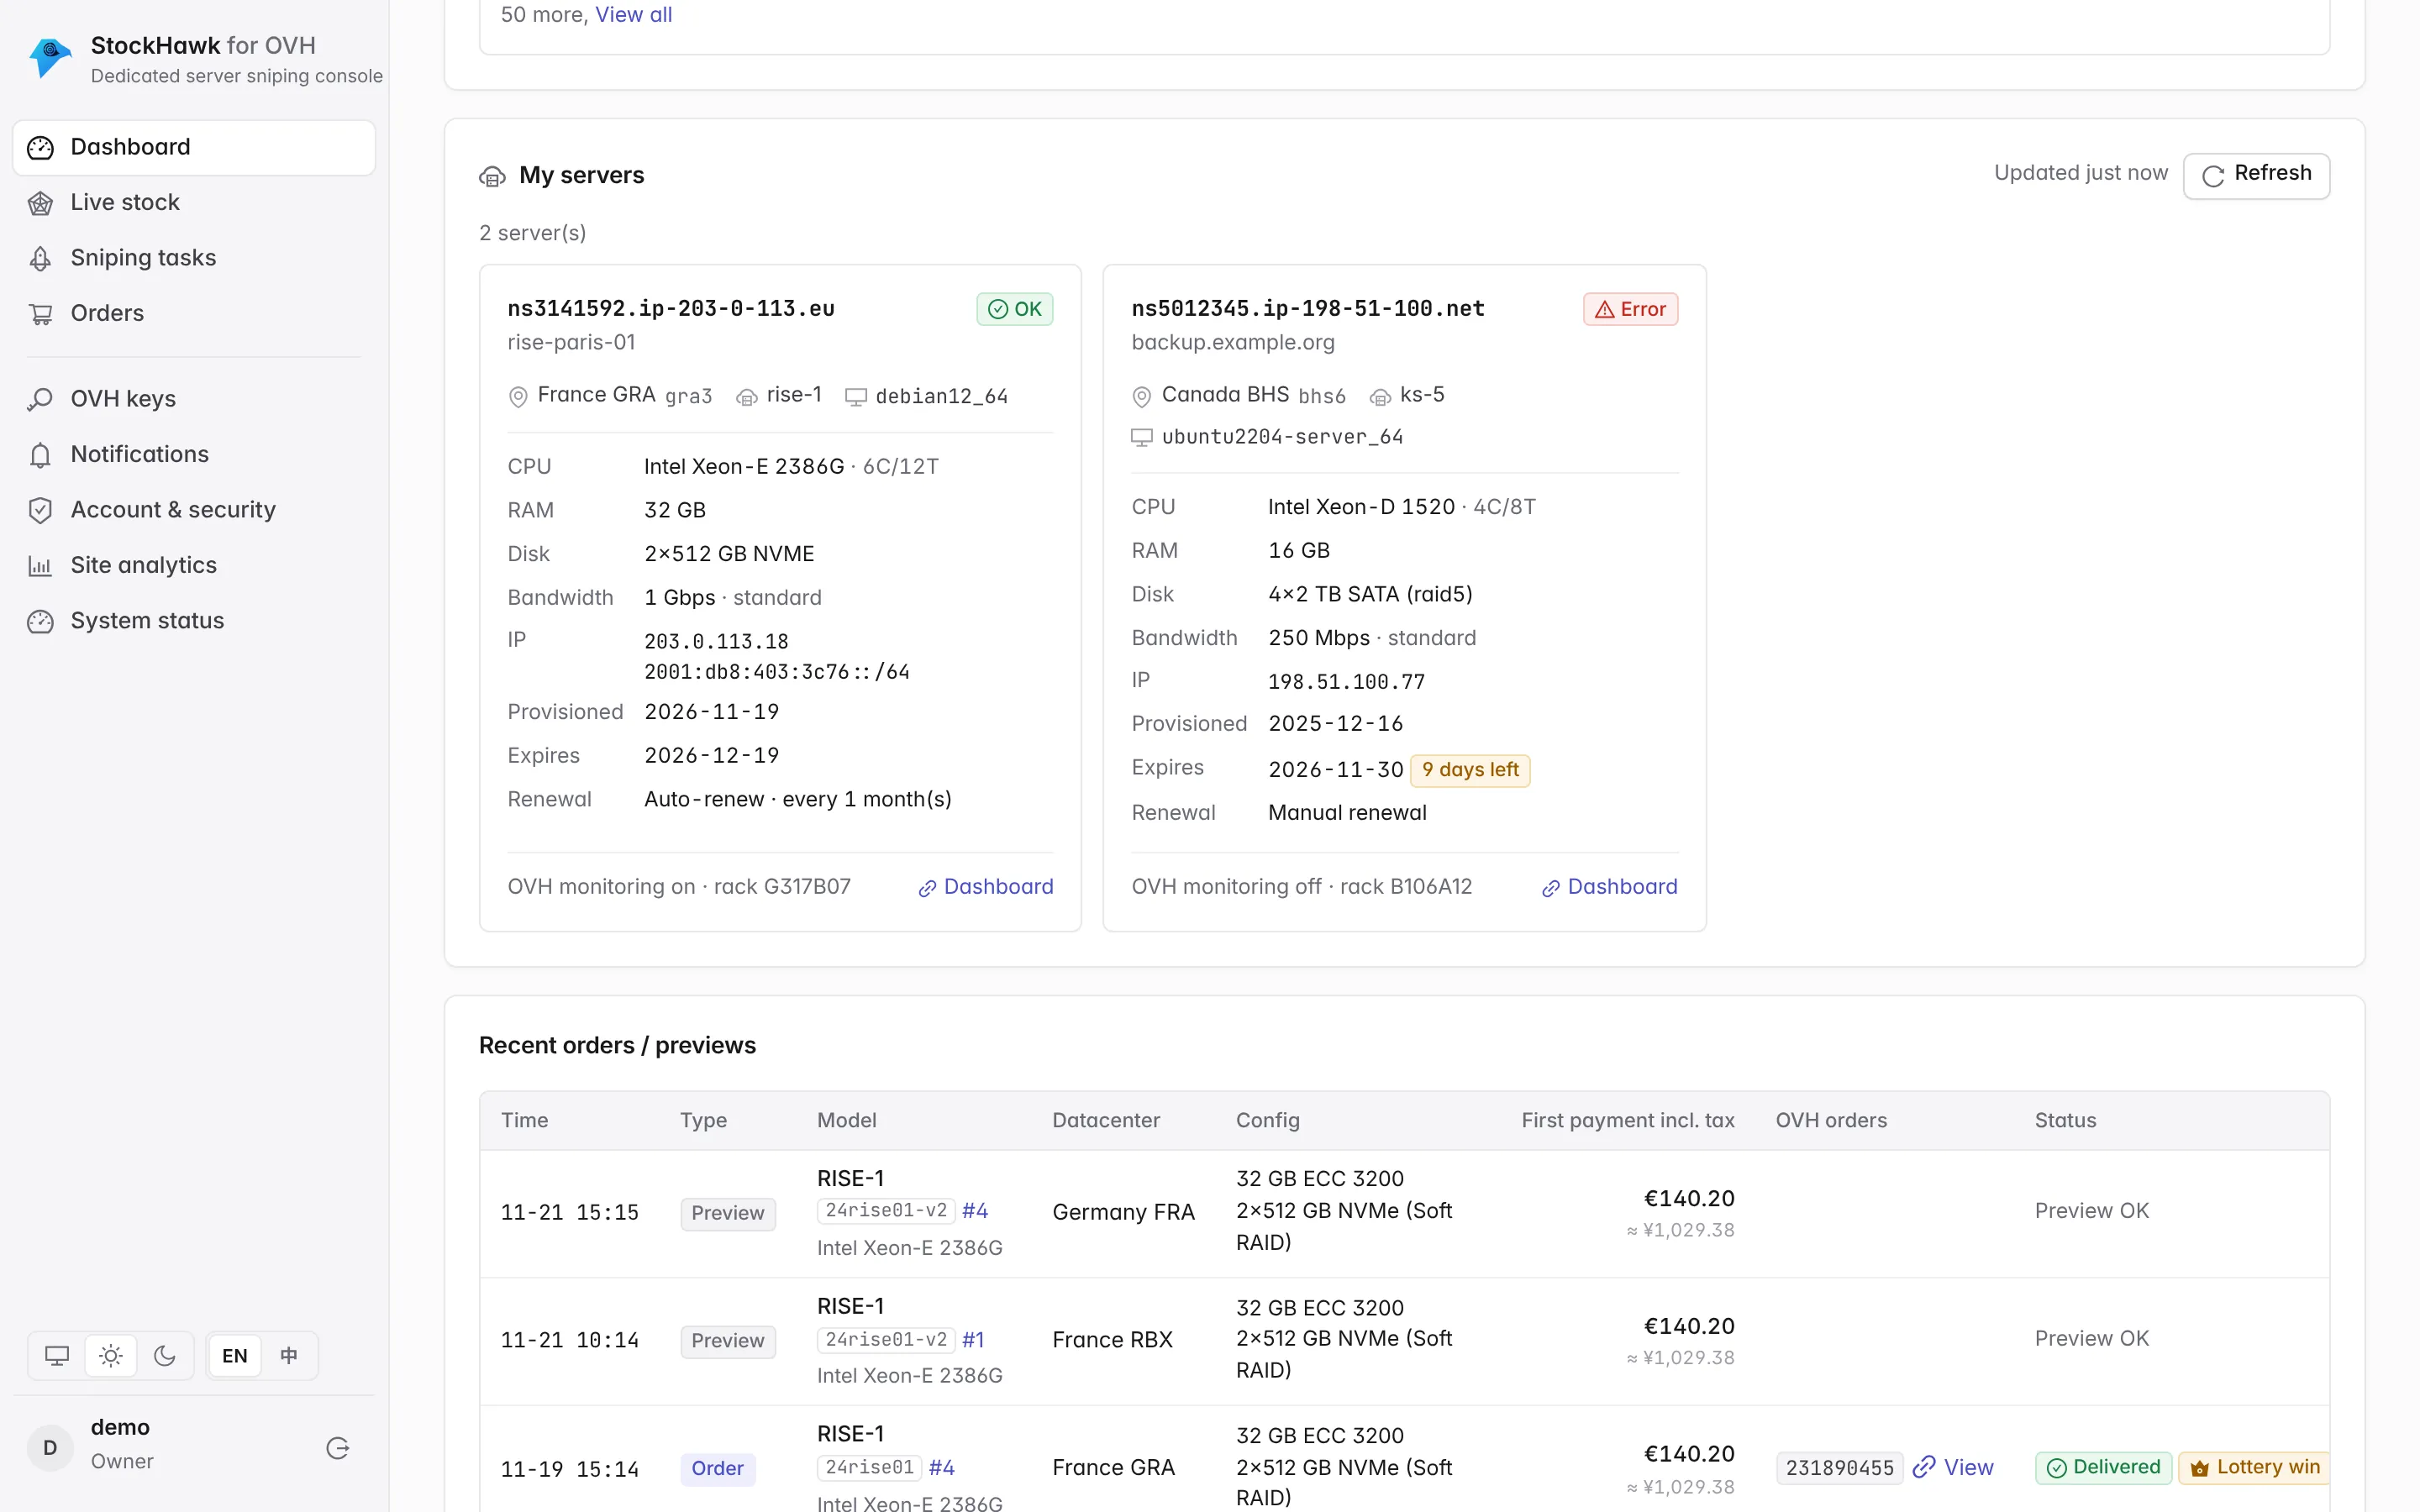 StockHawk for OVH
Dedicated server sniping console
Dashboard
Live stock
Sniping tasks
Orders
OVH keys
Notifications
Account & security
Site analytics
System status
EN 中
D
demo
Owner
50 more, View all
My servers
Updated just now
Refresh
2 server(s)
ns3141592.ip-203-0-113.eu OK
rise-paris-01
France GRA gra3 rise-1 debian12_64
CPU Intel Xeon-E 2386G · 6C/12T
RAM 32 GB
Disk 2×512 GB NVME
Bandwidth 1 Gbps · standard
IP 203.0.113.18
2001:db8:403:3c76::/64
Provisioned 2026-11-19
Expires 2026-12-19
Renewal Auto-renew · every 1 month(s)
OVH monitoring on · rack G317B07 Dashboard
ns5012345.ip-198-51-100.net Error
backup.example.org
Canada BHS bhs6 ks-5
ubuntu2204-server_64
CPU Intel Xeon-D 1520 · 4C/8T
RAM 16 GB
Disk 4×2 TB SATA (raid5)
Bandwidth 250 Mbps · standard
IP 198.51.100.77
Provisioned 2025-12-16
Expires 2026-11-30 9 days left
Renewal Manual renewal
OVH monitoring off · rack B106A12 Dashboard
Recent orders / previews
Time Type Model Datacenter Config First payment incl. tax OVH orders Status
11-21 15:15 Preview RISE-1 24rise01-v2 #4 Intel Xeon-E 2386G Germany FRA 32 GB ECC 3200 2×512 GB NVMe (Soft RAID) €140.20 ≈ ¥1,029.38 Preview OK
11-21 10:14 Preview RISE-1 24rise01-v2 #1 Intel Xeon-E 2386G France RBX 32 GB ECC 3200 2×512 GB NVMe (Soft RAID) €140.20 ≈ ¥1,029.38 Preview OK
11-19 15:14 Order RISE-1 24rise01 #4 Intel Xeon-E 2386G France GRA 32 GB ECC 3200 2×512 GB NVMe (Soft RAID) €140.20 ≈ ¥1,029.38 231890455 View Delivered Lottery win